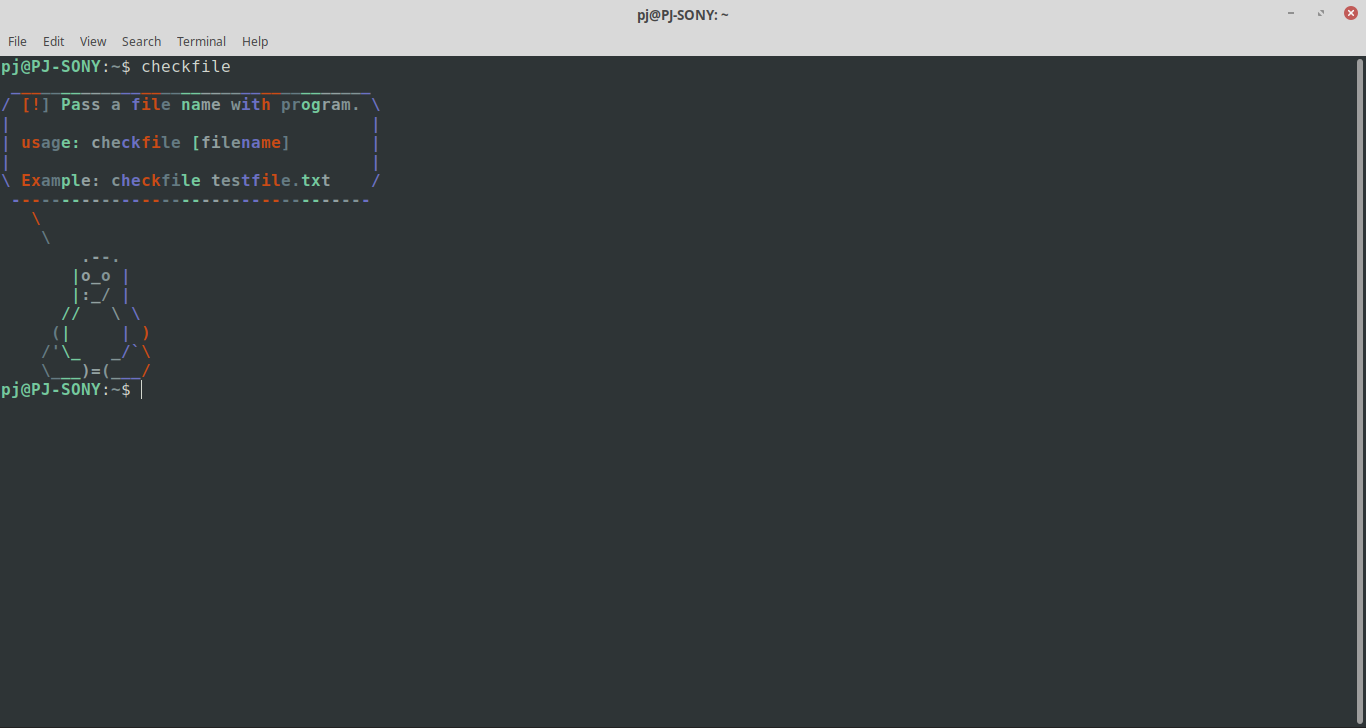 pj@PJ-SONY: ~
File Edit View Search Terminal Help
pj@PJ-SONY:~$ checkfile
 ____________________________________
/ [!] Pass a file name with program. \
|                                    |
| usage: checkfile [filename]        |
|                                    |
\ Example: checkfile testfile.txt    /
 ------------------------------------
   \
    \
        .--.
       |o_o |
       |:_/ |
      //   \ \
     (|     | )
    /'\_   _/`\
    \___)=(___/
pj@PJ-SONY:~$